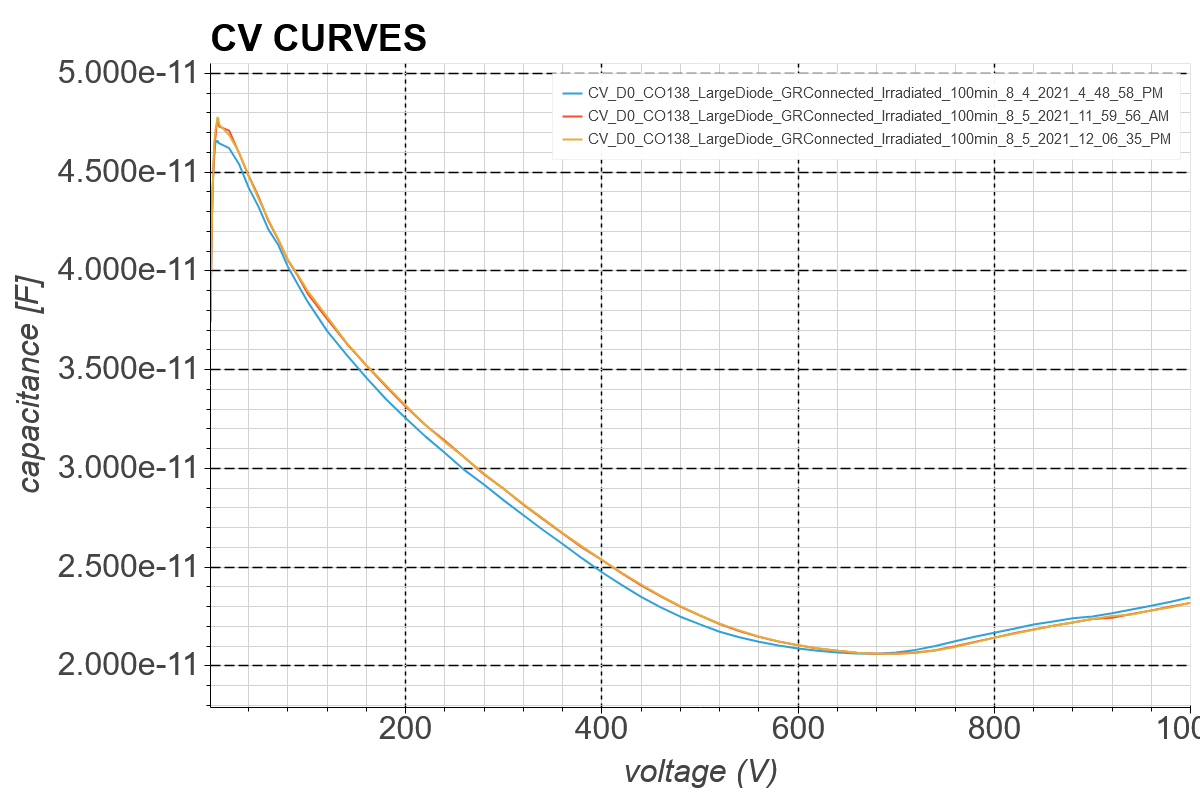 CV CURVES
5.000e-11
4.500e-11
4.000e-11
3.500e-11
3.000e-11
2.500e-11
2.000e-11
capacitance [F]
CV_D0_CO138_LargeDiode_GRConnected_Irradiated_100min_8_4_2021_4_48_58_PM
CV_D0_CO138_LargeDiode_GRConnected_Irradiated_100min_8_5_2021_11_59_56_AM
CV_D0_CO138_LargeDiode_GRConnected_Irradiated_100min_8_5_2021_12_06_35_PM
200 400 600 800 100
voltage (V)